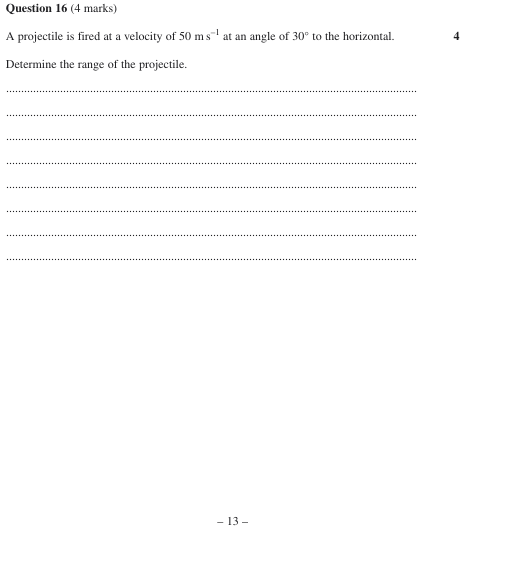 Question 16 (4 marks)
A projectile is fired at a velocity of 50 m s⁻¹ at an angle of 30° to the horizontal. 4
Determine the range of the projectile.
– 13 –